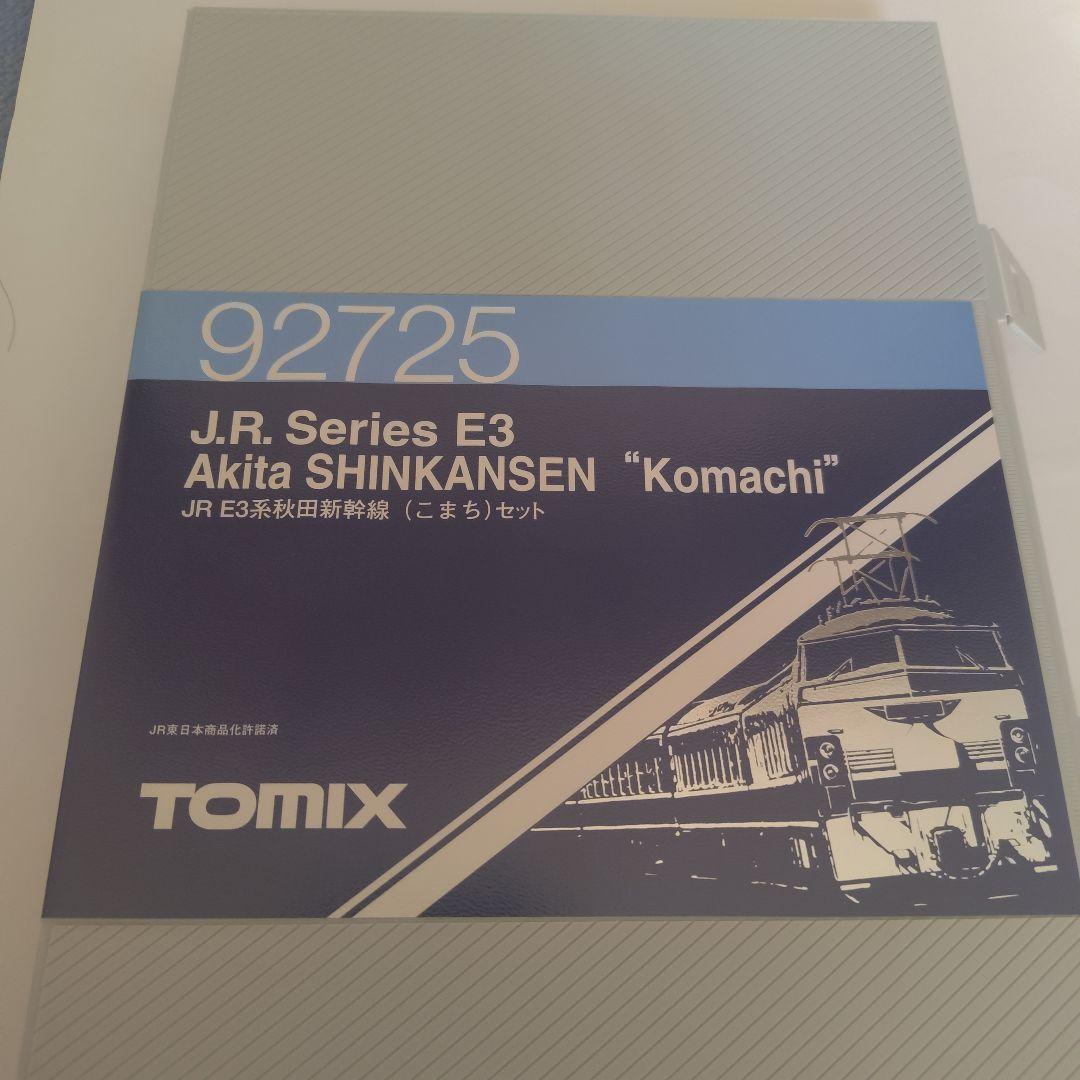 92725
J.R. Series E3
Akita SHINKANSEN “Komachi”
JR E3系秋田新幹線（こまち）セット
JR東日本商品化許諾済
TOMIX